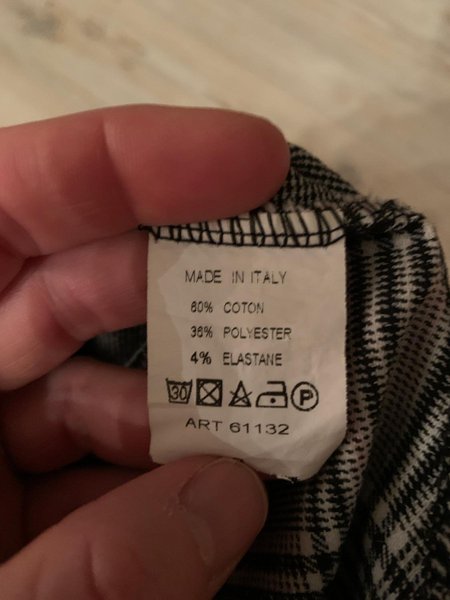 MADE IN ITALY
60% COTON
36% POLYESTER
4% ELASTANE
30 P
ART 61132